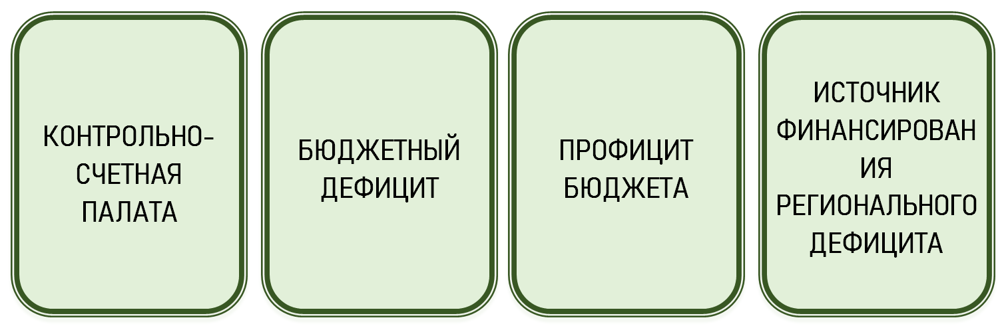 КОНТРОЛЬНО-
СЧЕТНАЯ
ПАЛАТА
БЮДЖЕТНЫЙ
ДЕФИЦИТ
ПРОФИЦИТ
БЮДЖЕТА
ИСТОЧНИК
ФИНАНСИРОВАН
ИЯ
РЕГИОНАЛЬНОГО
ДЕФИЦИТА